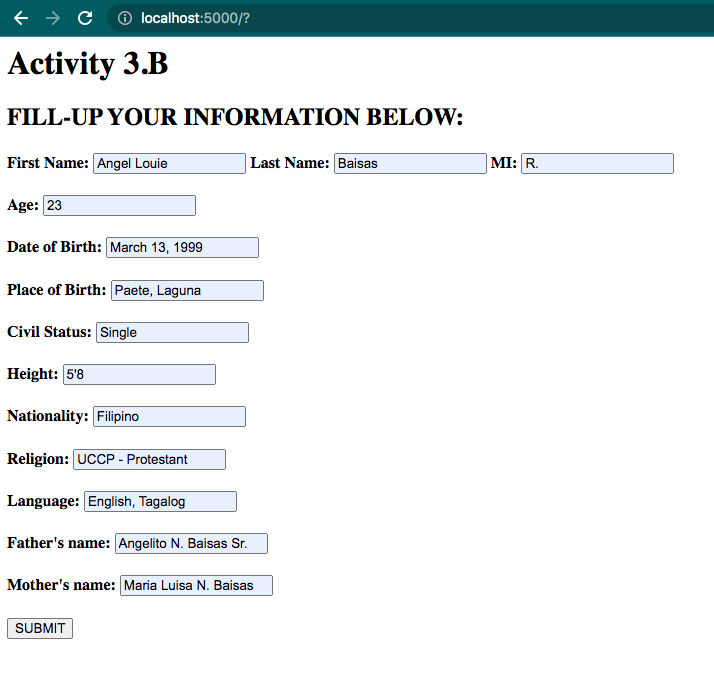 localhost:5000/?
Activity 3.B
FILL-UP YOUR INFORMATION BELOW:
First Name: Angel Louie Last Name: Baisas MI: R.
Age: 23
Date of Birth: March 13, 1999
Place of Birth: Paete, Laguna
Civil Status: Single
Height: 5'8
Nationality: Filipino
Religion: UCCP - Protestant
Language: English, Tagalog
Father's name: Angelito N. Baisas Sr.
Mother's name: Maria Luisa N. Baisas
SUBMIT